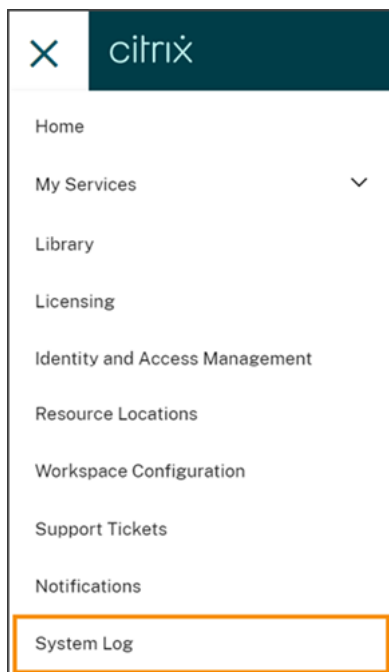 citrix
Home
My Services
Library
Licensing
Identity and Access Management
Resource Locations
Workspace Configuration
Support Tickets
Notifications
System Log